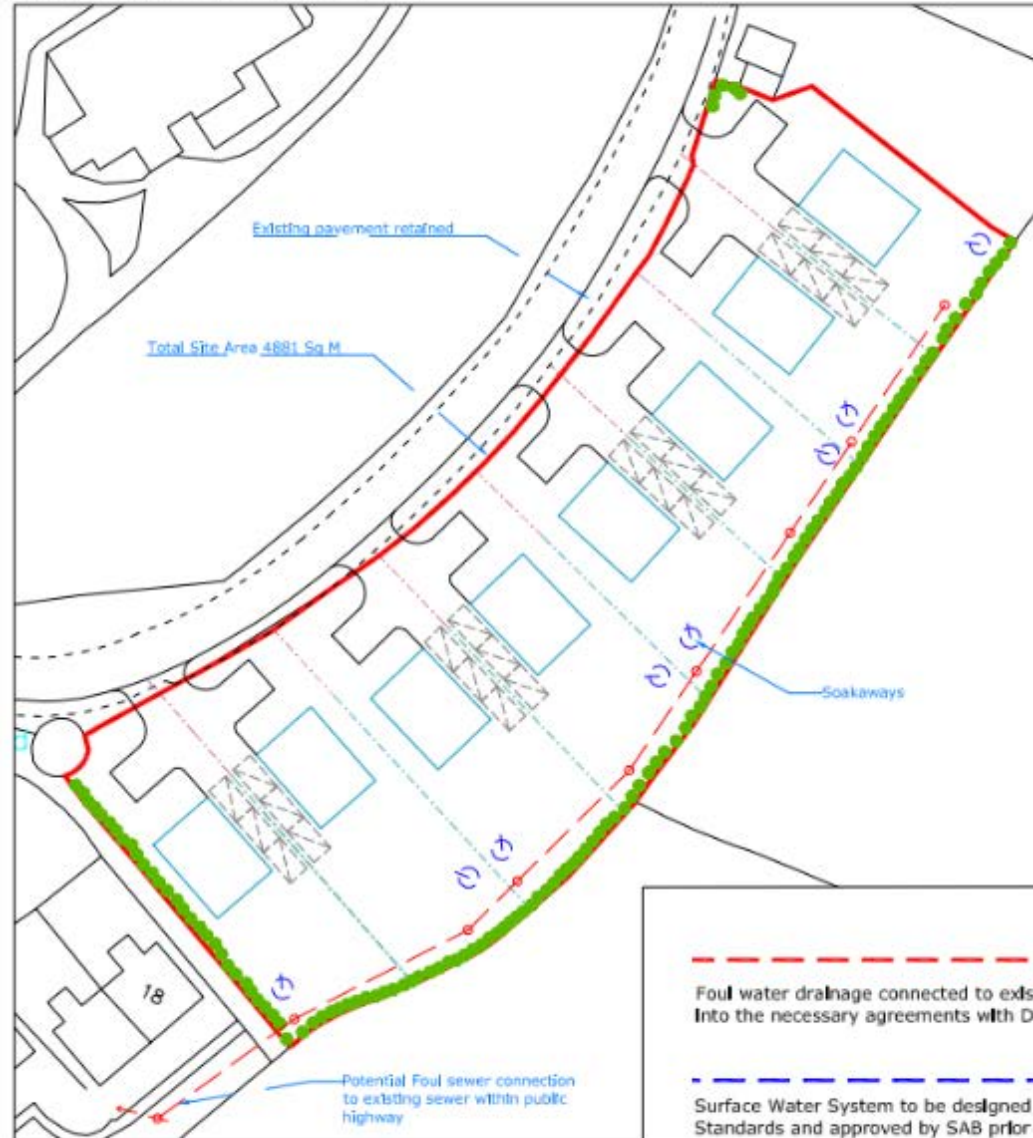 Existing pavement retained
Total Site Area 4881 Sq M
Soakaways
18
Potential Foul sewer connection
to existing sewer within public
highway
Foul water drainage connected to exis
Into the necessary agreements with D
Surface Water System to be designed
Standards and approved by SAB prior